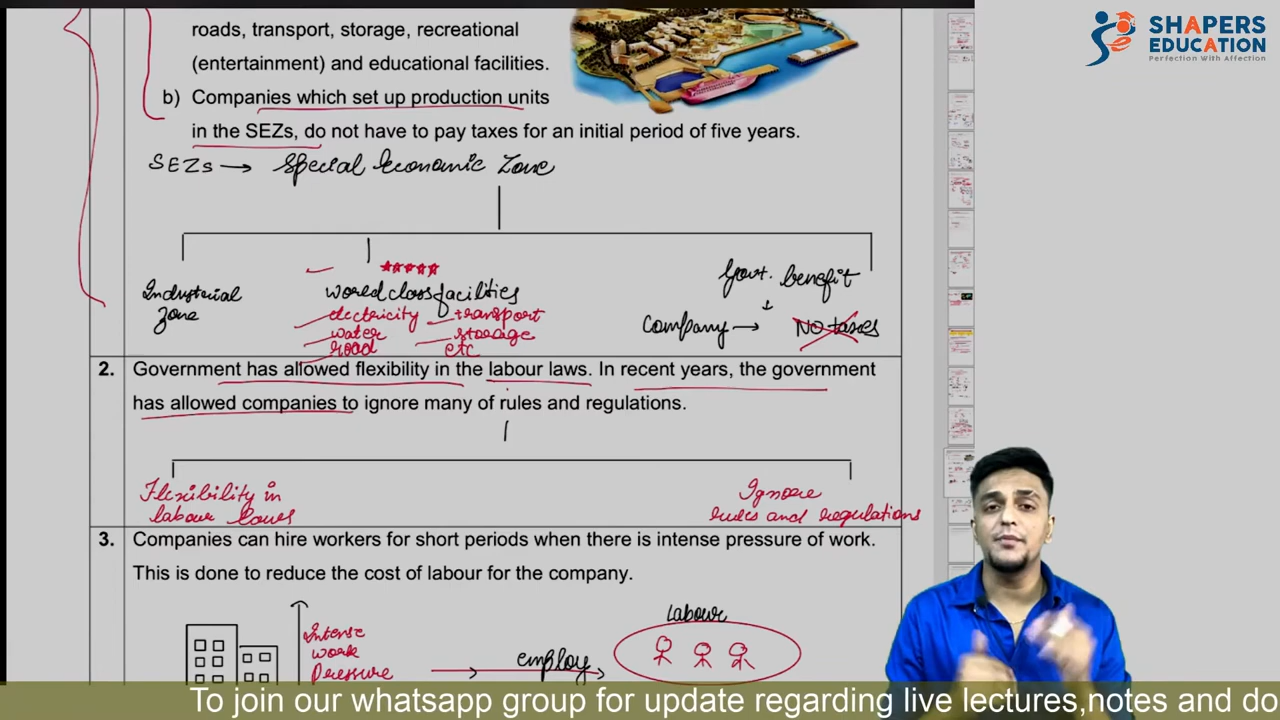 roads, transport, storage, recreational
(entertainment) and educational facilities.
b) Companies which set up production units
in the SEZs, do not have to pay taxes for an initial period of five years.
SHAPERS
EDUCATION
Perfection With Affection
SEZs → Special Economic Zone
Industrial
Zone
World class facilities
electricity
water
road
transport
storage
etc
Govt. benefit
Company → No taxes
2. Government has allowed flexibility in the labour laws. In recent years, the government
has allowed companies to ignore many of rules and regulations.
Flexibility in
labour laws
Ignore
rules and regulations
3. Companies can hire workers for short periods when there is intense pressure of work.
This is done to reduce the cost of labour for the company.
Intense
work
Pressure
employ
labour
To join our whatsapp group for update regarding live lectures,notes and do